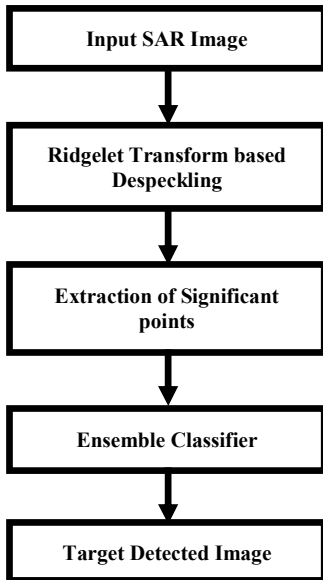 Input SAR Image
Ridgelet Transform based
Despeckling
Extraction of Significant
points
Ensemble Classifier
Target Detected Image